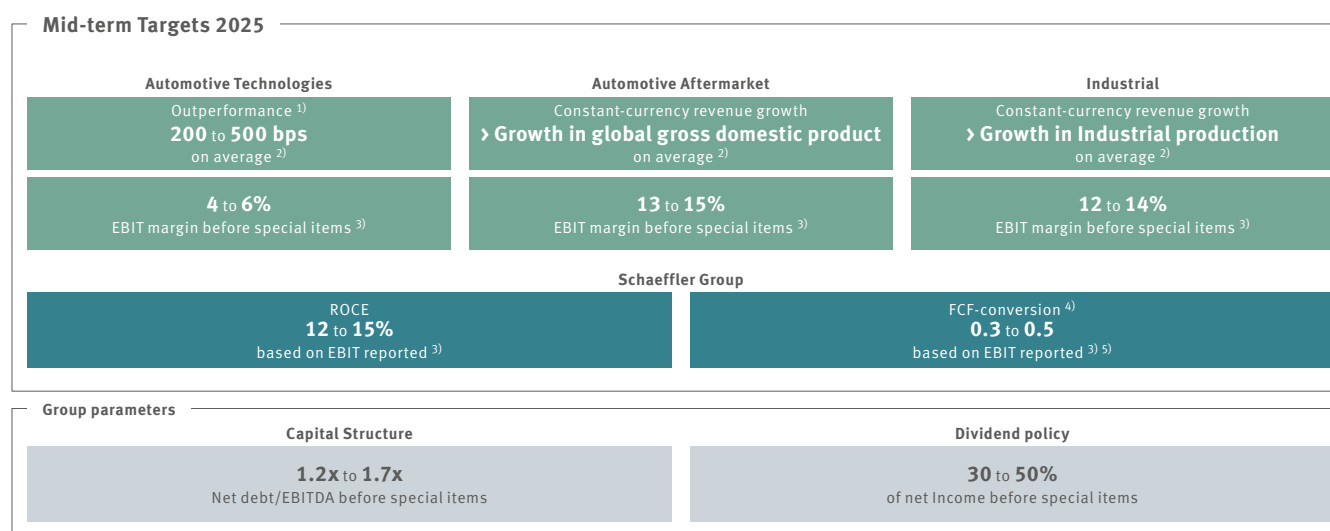 Mid-term Targets 2025
Automotive Technologies
Outperformance 1)
200 to 500 bps
on average 2)
4 to 6%
EBIT margin before special items 3)
Automotive Aftermarket
Constant-currency revenue growth
› Growth in global gross domestic product
on average 2)
13 to 15%
EBIT margin before special items 3)
Industrial
Constant-currency revenue growth
› Growth in Industrial production
on average 2)
12 to 14%
EBIT margin before special items 3)
Schaeffler Group
ROCE
12 to 15%
based on EBIT reported 3)
FCF-conversion 4)
0.3 to 0.5
based on EBIT reported 3) 5)
Group parameters
Capital Structure
1.2x to 1.7x
Net debt/EBITDA before special items
Dividend policy
30 to 50%
of net Income before special items